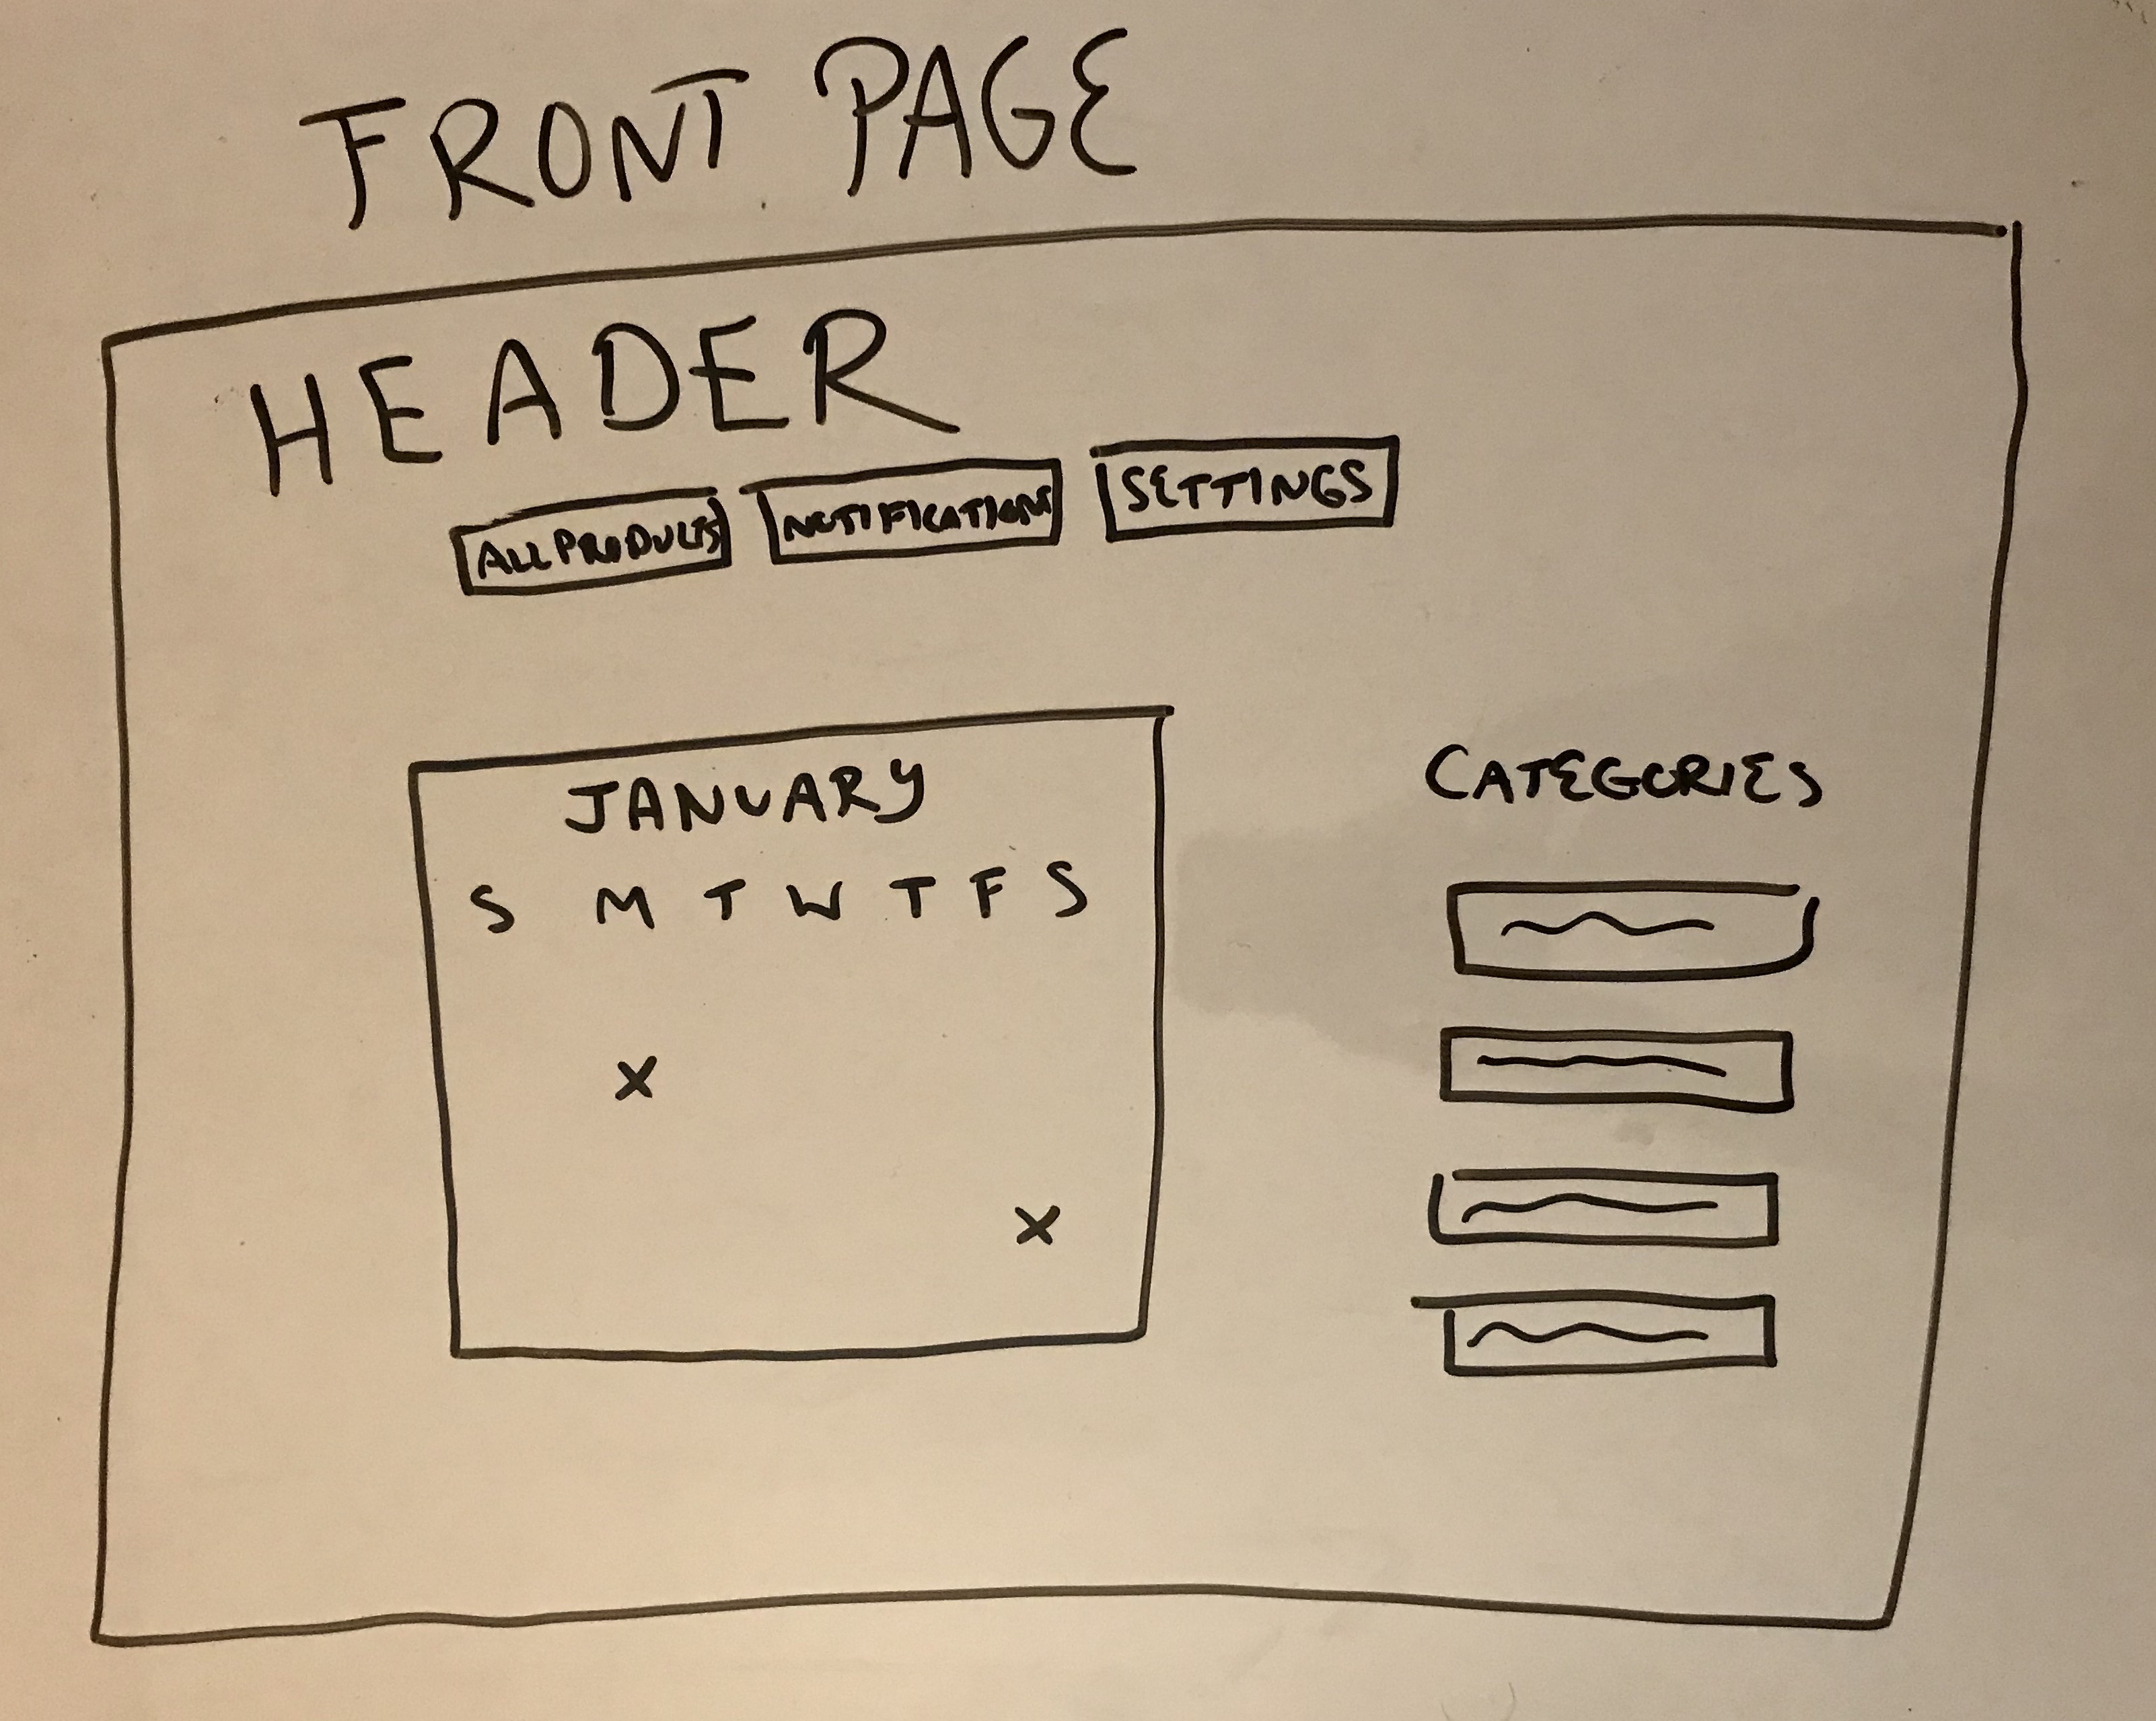 FRONT PAGE
HEADER
ALL PRODUCTS NOTIFICATIONS SETTINGS
JANUARY
S M T W T F S
X
X
CATEGORIES